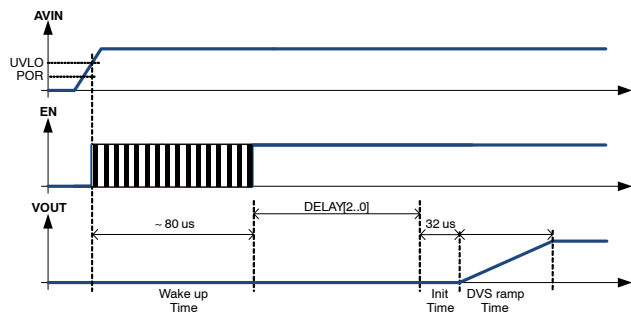 AVIN
UVLO
POR
EN
VOUT
~ 80 us
DELAY[2..0]
32 us
Wake up
Time
Init
Time
DVS ramp
Time